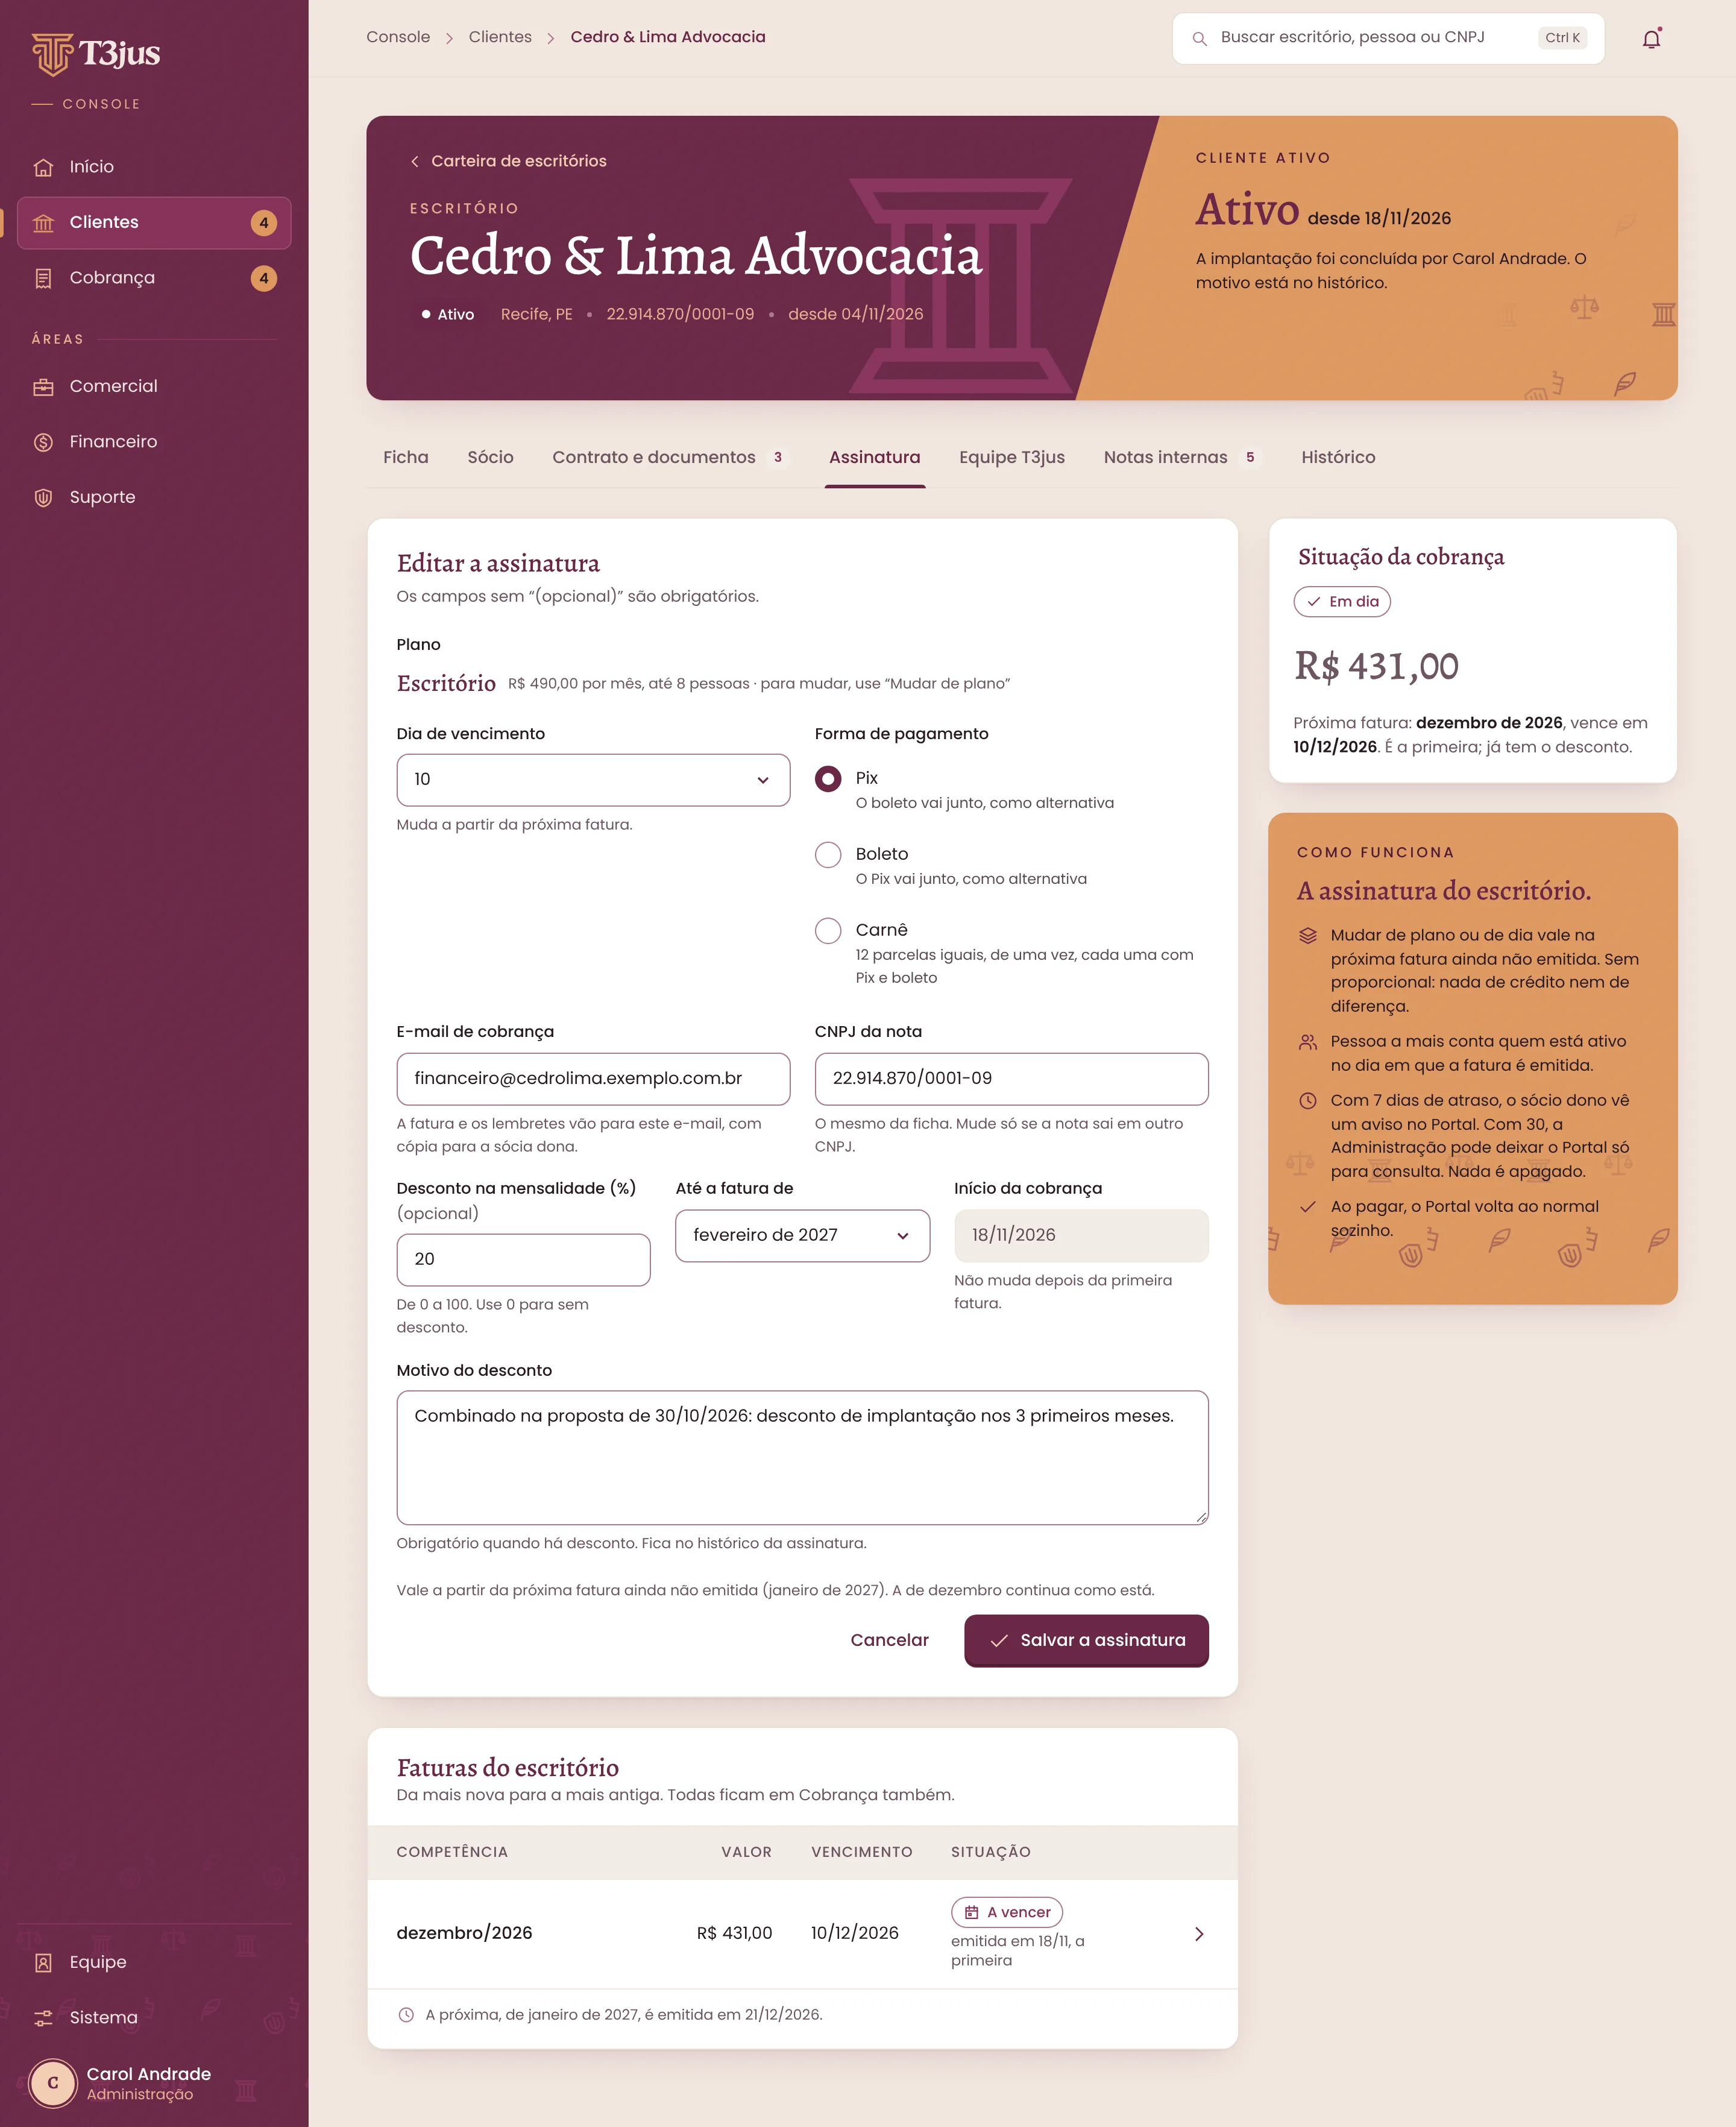 T3jus
CONSOLE
Início
Clientes 4
Cobrança 4
ÁREAS
Comercial
Financeiro
Suporte
Equipe
Sistema
C
Carol Andrade
Administração
Console > Clientes > Cedro & Lima Advocacia
Buscar escritório, pessoa ou CNPJ Ctrl K
Carteira de escritórios
ESCRITÓRIO
Cedro & Lima Advocacia
Ativo Recife, PE • 22.914.870/0001-09 • desde 04/11/2026
CLIENTE ATIVO
Ativo desde 18/11/2026
A implantação foi concluída por Carol Andrade. O
motivo está no histórico.
Ficha Sócio Contrato e documentos 3 Assinatura Equipe T3jus Notas internas 5 Histórico
Editar a assinatura
Os campos sem “(opcional)” são obrigatórios.
Plano
Escritório R$ 490,00 por mês, até 8 pessoas · para mudar, use “Mudar de plano”
Dia de vencimento
10
Muda a partir da próxima fatura.
Forma de pagamento
Pix
O boleto vai junto, como alternativa
Boleto
O Pix vai junto, como alternativa
Carnê
12 parcelas iguais, de uma vez, cada uma com
Pix e boleto
E-mail de cobrança
financeiro@cedrolima.exemplo.com.br
A fatura e os lembretes vão para este e-mail, com
cópia para a sócia dona.
CNPJ da nota
22.914.870/0001-09
O mesmo da ficha. Mude só se a nota sai em outro
CNPJ.
Desconto na mensalidade (%)
(opcional)
20
De 0 a 100. Use 0 para sem
desconto.
Até a fatura de
fevereiro de 2027
Início da cobrança
18/11/2026
Não muda depois da primeira
fatura.
Motivo do desconto
Combinado na proposta de 30/10/2026: desconto de implantação nos 3 primeiros meses.
Obrigatório quando há desconto. Fica no histórico da assinatura.
Vale a partir da próxima fatura ainda não emitida (janeiro de 2027). A de dezembro continua como está.
Cancelar
Salvar a assinatura
Faturas do escritório
Da mais nova para a mais antiga. Todas ficam em Cobrança também.
COMPETÊNCIA VALOR VENCIMENTO SITUAÇÃO
dezembro/2026 R$ 431,00 10/12/2026 A vencer
emitida em 18/11, a
primeira
A próxima, de janeiro de 2027, é emitida em 21/12/2026.
Situação da cobrança
Em dia
R$ 431,00
Próxima fatura: dezembro de 2026, vence em
10/12/2026. É a primeira; já tem o desconto.
COMO FUNCIONA
A assinatura do escritório.
Mudar de plano ou de dia vale na
próxima fatura ainda não emitida. Sem
proporcional: nada de crédito nem de
diferença.
Pessoa a mais conta quem está ativo
no dia em que a fatura é emitida.
Com 7 dias de atraso, o sócio dono vê
um aviso no Portal. Com 30, a
Administração pode deixar o Portal só
para consulta. Nada é apagado.
Ao pagar, o Portal volta ao normal
sozinho.